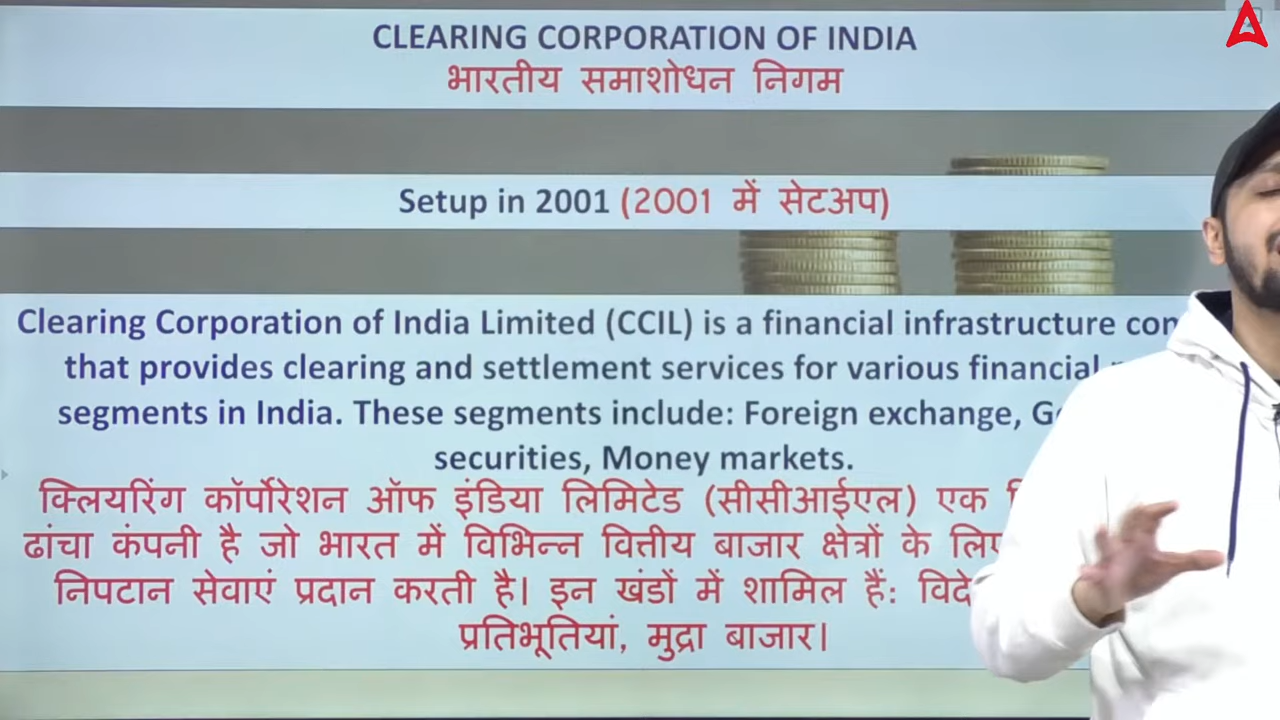 CLEARING CORPORATION OF INDIA
भारतीय समाशोधन निगम
Setup in 2001 (2001 में सेटअप)
Clearing Corporation of India Limited (CCIL) is a financial infrastructure
that provides clearing and settlement services for various financial
segments in India. These segments include: Foreign exchange,
securities, Money markets.
क्लियरिंग कॉर्पोरेशन ऑफ इंडिया लिमिटेड (सीसीआईएल) एक
ढांचा कंपनी है जो भारत में विभिन्न वित्तीय बाजार क्षेत्रों के
निपटान सेवाएं प्रदान करती है। इन खंडों में शामिल हैं:
प्रतिभूतियां, मुद्रा बाजार।